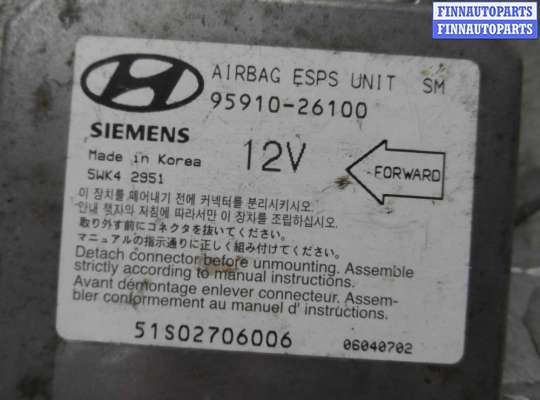 FINNAUTOPARTS
FINNAUTOPARTS
AIRBAG ESPS UNIT SM
95910-26100
SIEMENS
Made in Korea
5WK4 2951
12V
FORWARD
이 장치를 떼어내기 전에 커넥터를 분리시키시오.
안내 책자의 지침에 따라서만 이 장치를 조립하십시오.
取り外す前にコネクタを抜いてください。
マニュアルの指示通りに正しく組み付けてください。
Detach connector before unmounting. Assemble
strictly according to manual instructions.
Avant démontage enlever connecteur. Assem-
bler conformement au manuel d' instructions.
51S02706006
06040702